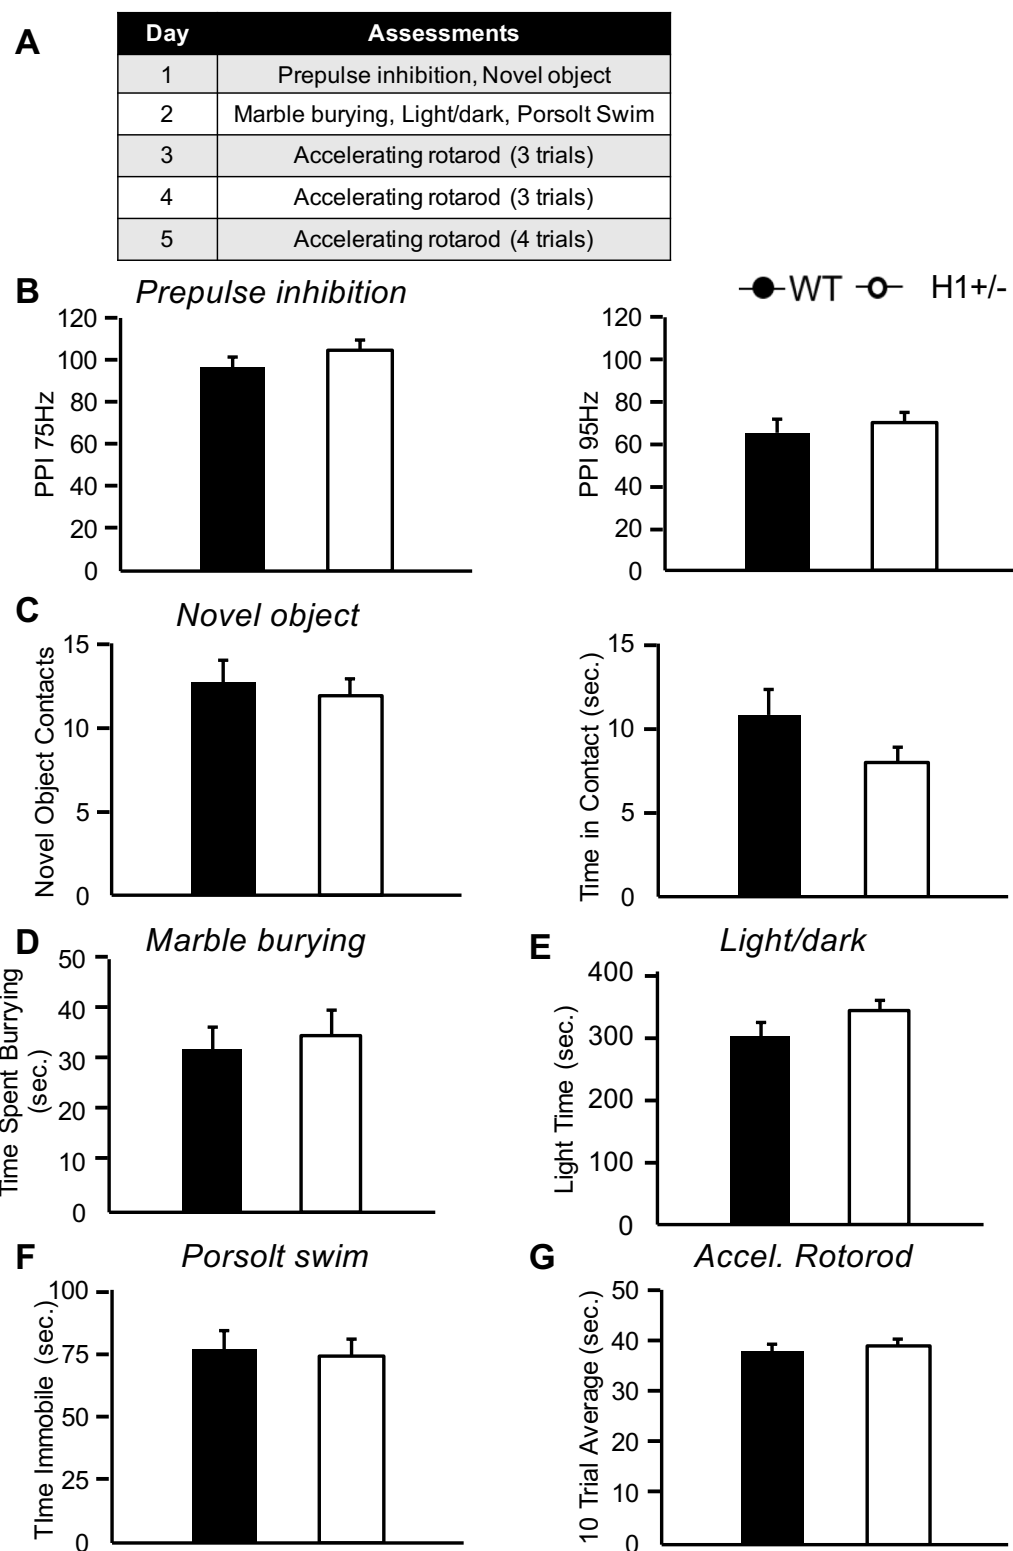 A
Day Assessments
1 Prepulse inhibition, Novel object
2 Marble burying, Light/dark, Porsolt Swim
3 Accelerating rotarod (3 trials)
4 Accelerating rotarod (3 trials)
5 Accelerating rotarod (4 trials)
B Prepulse inhibition
WT H1+/-
PPI 75Hz
120
100
80
60
40
20
0
PPI 95Hz
120
100
80
60
40
20
0
C Novel object
Novel Object Contacts
15
10
5
0
Time in Contact (sec.)
15
10
5
0
D Marble burying
Time Spent Burrying
(sec.)
50
40
30
20
10
0
E Light/dark
Light Time (sec.)
400
300
200
100
0
F Porsolt swim
TIme Immobile (sec.)
100
75
50
25
0
G Accel. Rotorod
10 Trial Average (sec.)
50
40
30
20
10
0